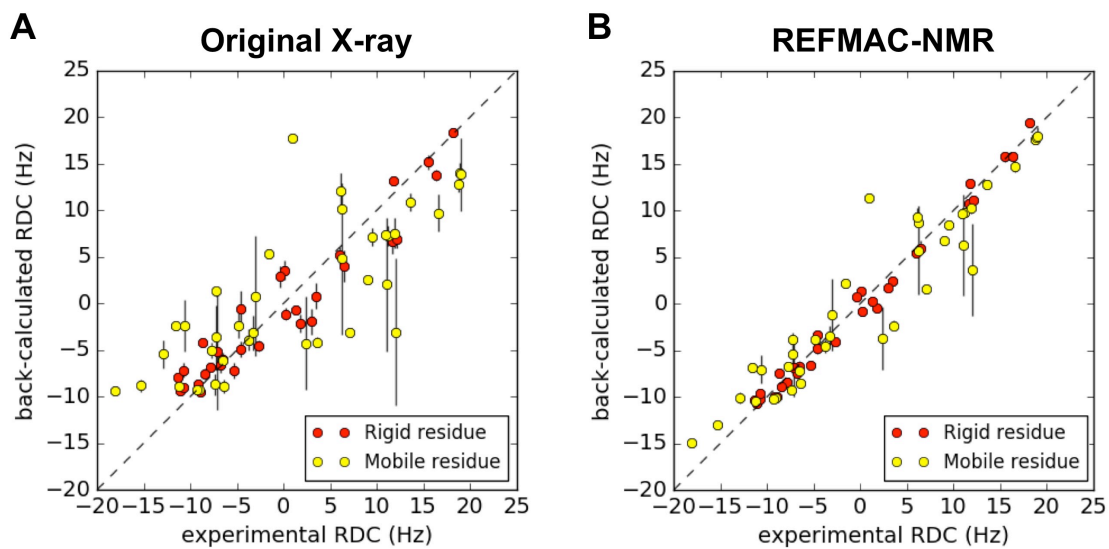 A
Original X-ray
25
20
15
10
5
0
−5
−10
−15
−20
back-calculated RDC (Hz)
Rigid residue
Mobile residue
−20 −15 −10 −5 0 5 10 15 20 25
experimental RDC (Hz)
B
REFMAC-NMR
25
20
15
10
5
0
−5
−10
−15
−20
back-calculated RDC (Hz)
Rigid residue
Mobile residue
−20 −15 −10 −5 0 5 10 15 20 25
experimental RDC (Hz)